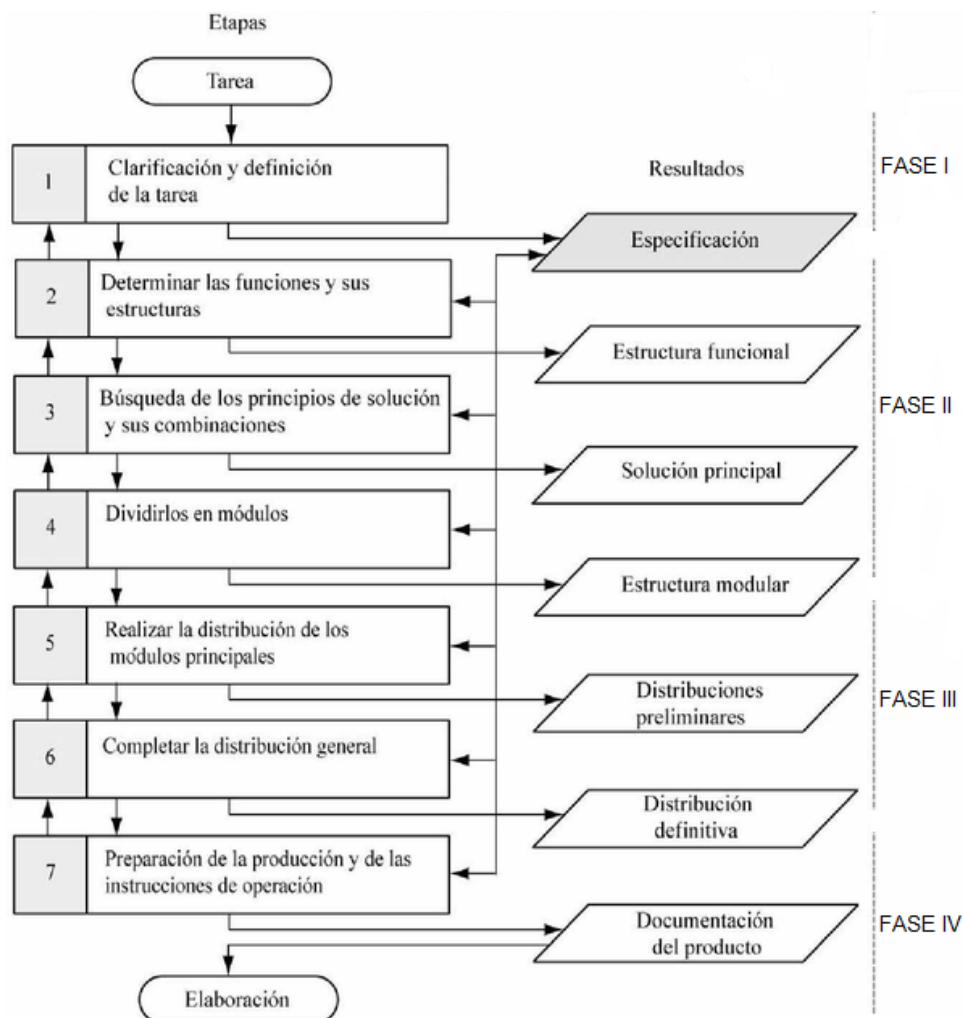 Etapas
Tarea
1
Clarificación y definición
de la tarea
Resultados
FASE I
Especificación
2
Determinar las funciones y sus
estructuras
Estructura funcional
3
Búsqueda de los principios de solución
y sus combinaciones
FASE II
Solución principal
4
Dividirlos en módulos
Estructura modular
5
Realizar la distribución de los
módulos principales
Distribuciones
preliminares
FASE III
6
Completar la distribución general
Distribución
definitiva
7
Preparación de la producción y de las
instrucciones de operación
Documentación
del producto
FASE IV
Elaboración